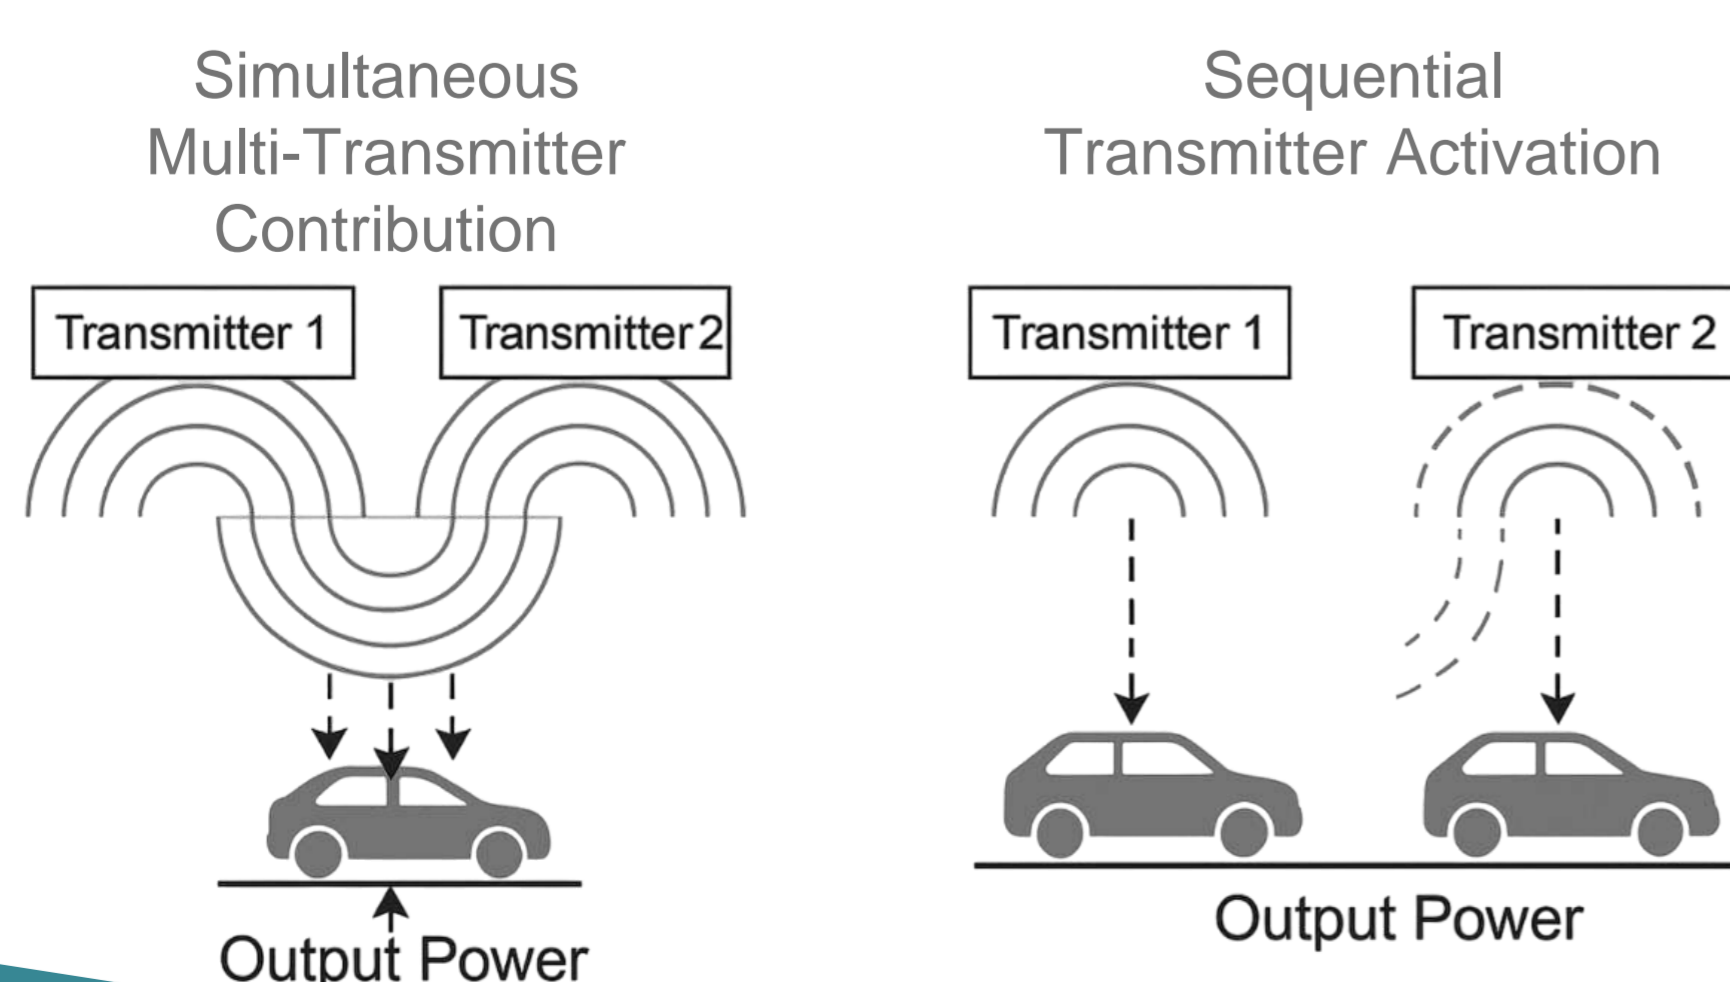 Simultaneous
Multi-Transmitter
Contribution
Transmitter 1
Transmitter 2
Output Power
Sequential
Transmitter Activation
Transmitter 1
Transmitter 2
Output Power